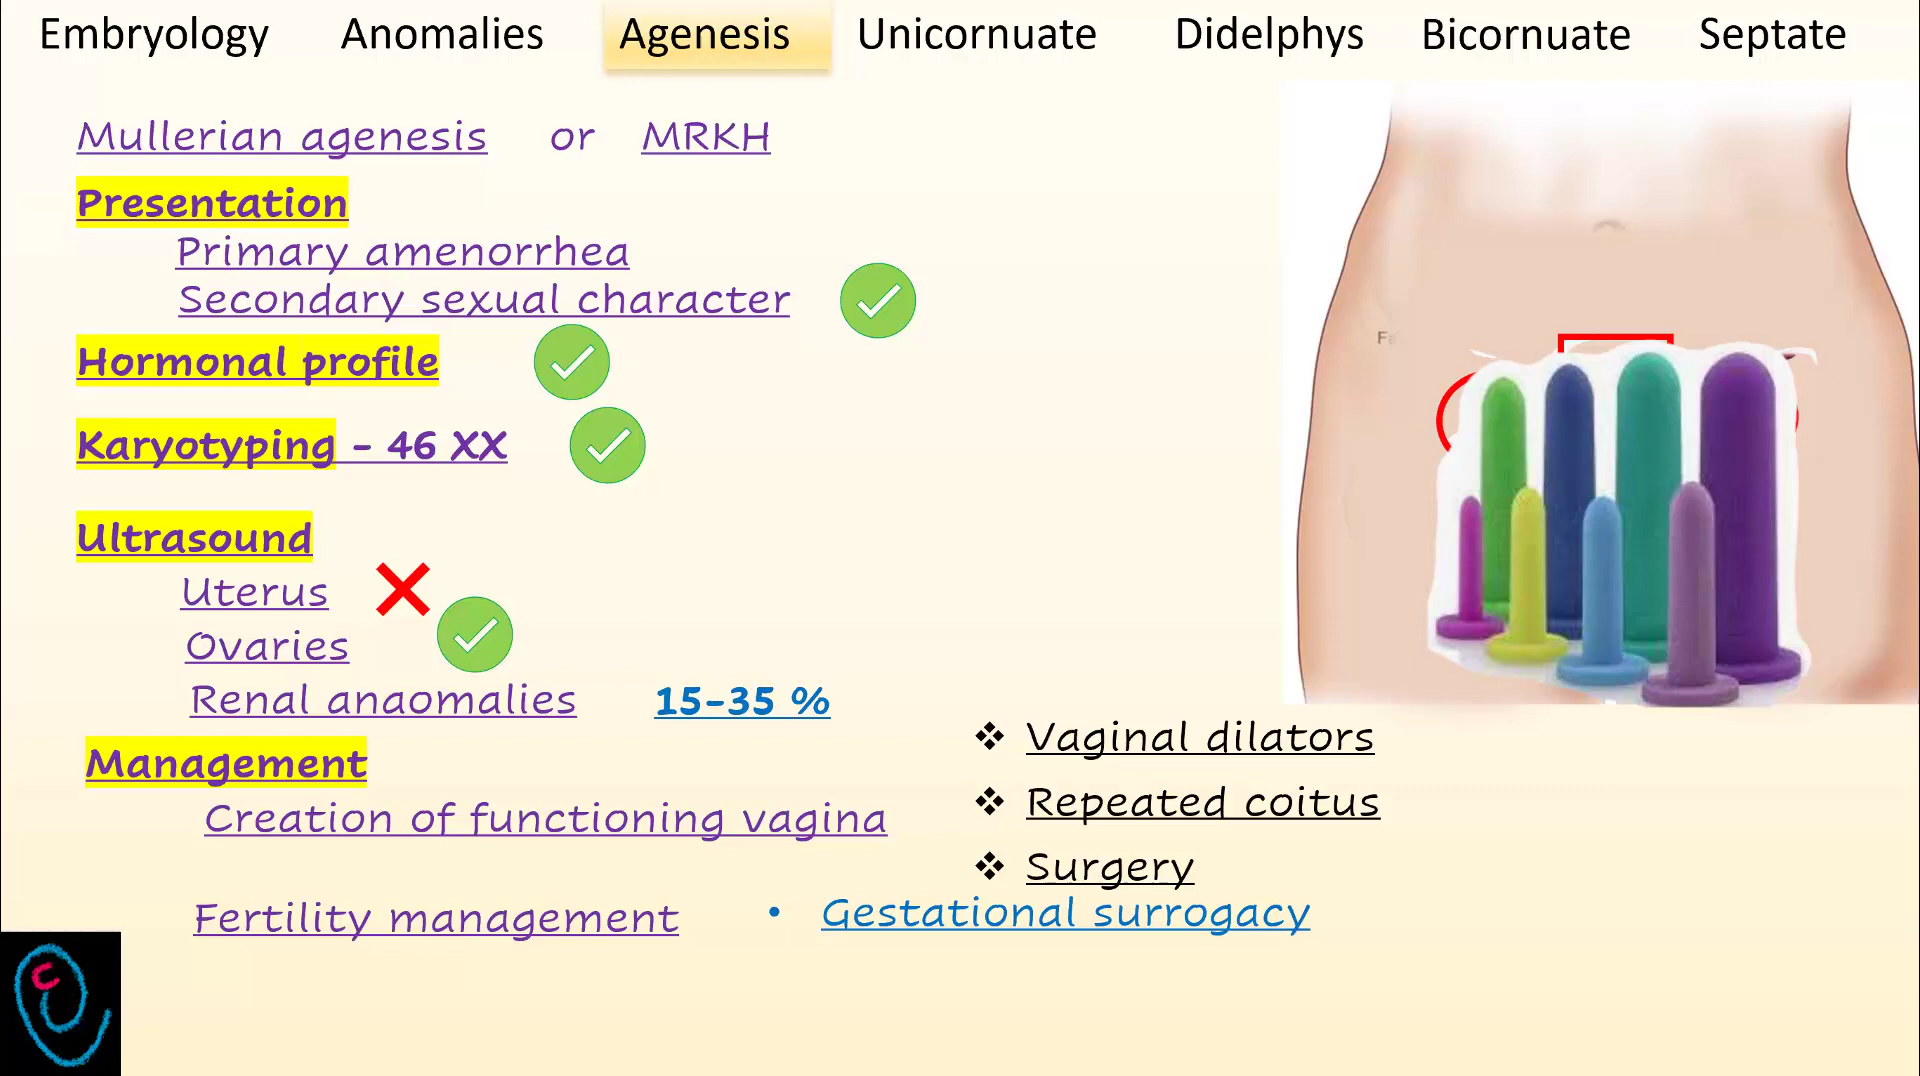 Embryology Anomalies Agenesis Unicornuate Didelphys Bicornuate Septate
Mullerian agenesis or MRKH
Presentation
Primary amenorrhea
Secondary sexual character
Hormonal profile
Karyotyping - 46 XX
Ultrasound
Uterus
Ovaries
Renal anaomalies 15-35 %
Management
Creation of functioning vagina
❖ Vaginal dilators
❖ Repeated coitus
❖ Surgery
Fertility management • Gestational surrogacy